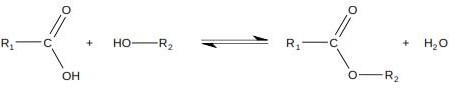 O O
R₁ C + HO R₂ R₁ C + H₂O
OH O R₂